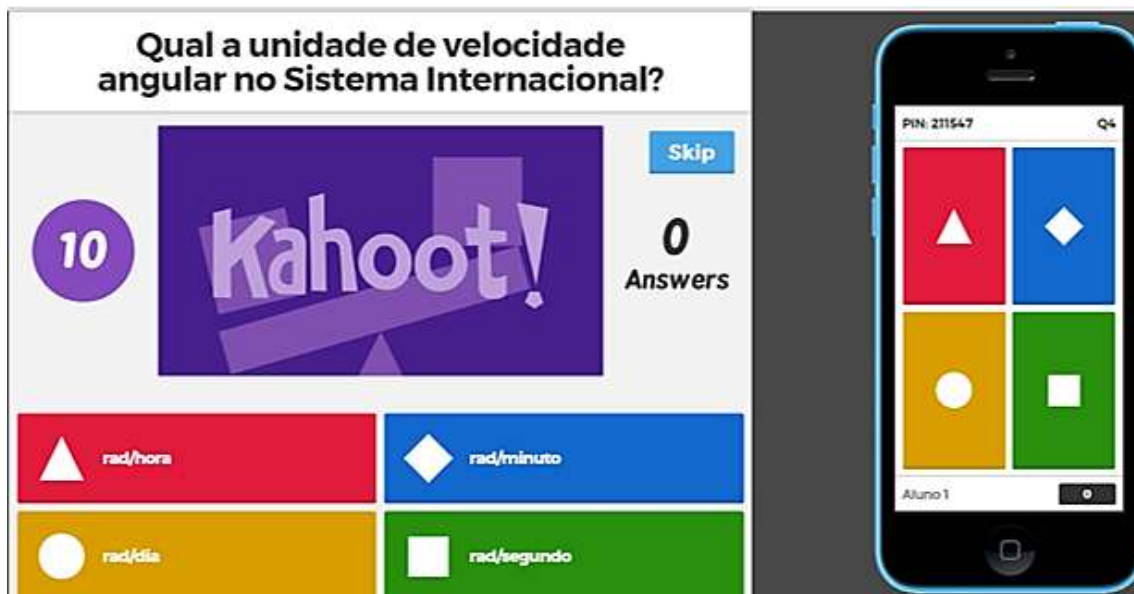 Qual a unidade de velocidade
angular no Sistema Internacional?
Skip
10
Kahoot!
0
Answers
rad/hora
rad/minuto
rad/dia
rad/segundo
PIN: 211547 Q4
Aluno 1 0